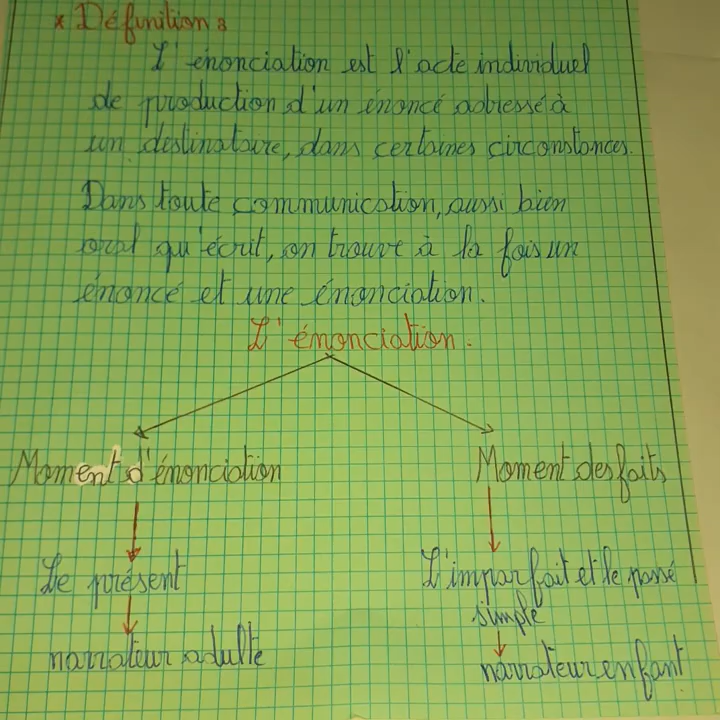 * Définition :
L'énonciation est l'acte individuel
de production d'un énoncé adressé à
un destinataire, dans certaines circonstances.
Dans toute communication, aussi bien
oral qu'écrit, on trouve à la fois un
énoncé et une énonciation.
L'énonciation.
Moment d'énonciation Moment des faits
Le présent L'imparfait et le passé
simple
narrateur adulte narrateur enfant